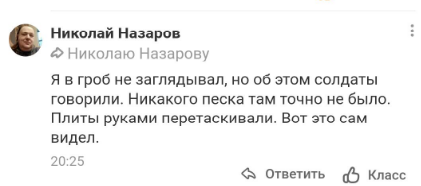 Николай Назаров
Николаю Назарову
Я в гроб не заглядывал, но об этом солдаты
говорили. Никакого песка там точно не было.
Плиты руками перетаскивали. Вот это сам
видел.
20:25
Ответить Класс